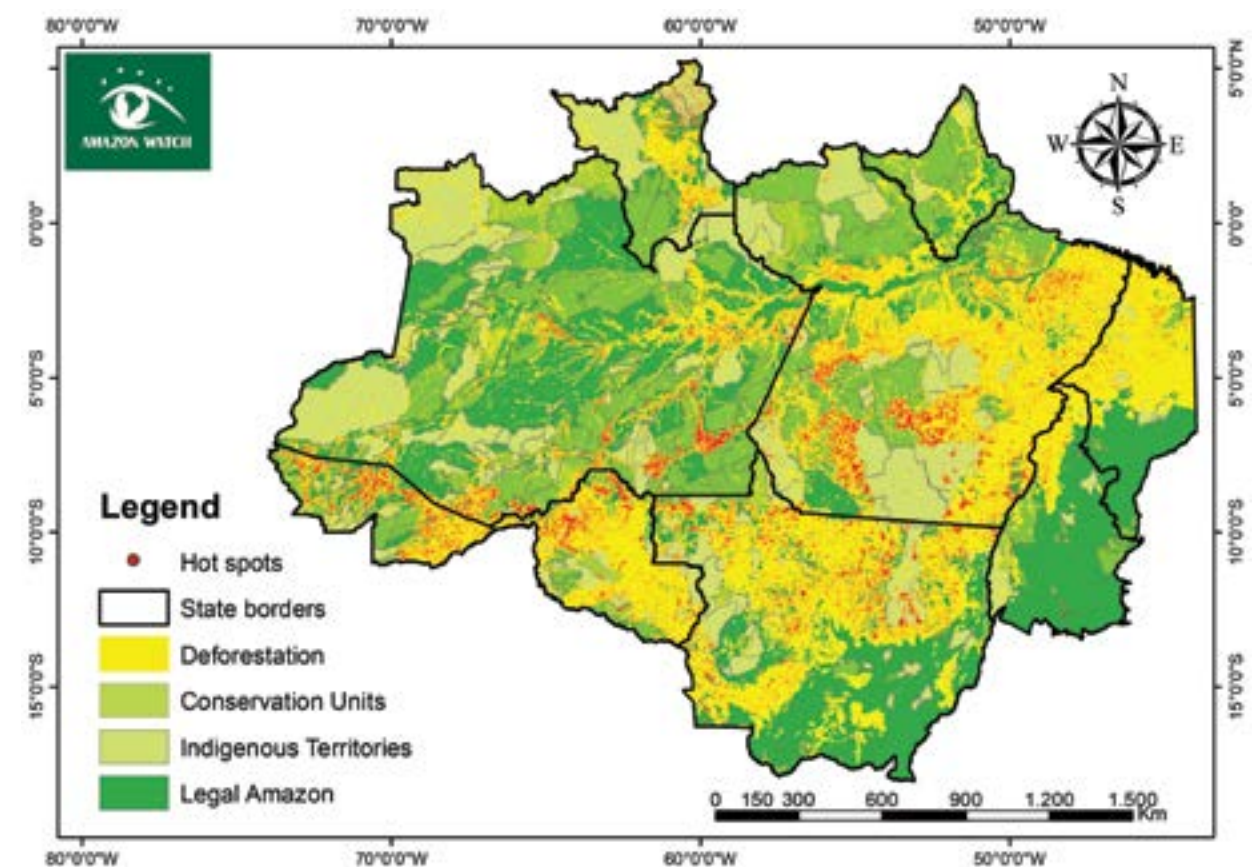 80°0'0"W 70°0'0"W 60°0'0"W 50°0'0"W
AMAZON WATCH
N
W E
S
5°0'0"N
0°0'0"
0°0'0"
5°0'0"S
5°0'0"S
10°0'0"S
10°0'0"S
15°0'0"S
15°0'0"S
Legend
Hot spots
State borders
Deforestation
Conservation Units
Indigenous Territories
Legal Amazon
0 150 300 600 900 1.200 1.500
Km
80°0'0"W 70°0'0"W 60°0'0"W 50°0'0"W